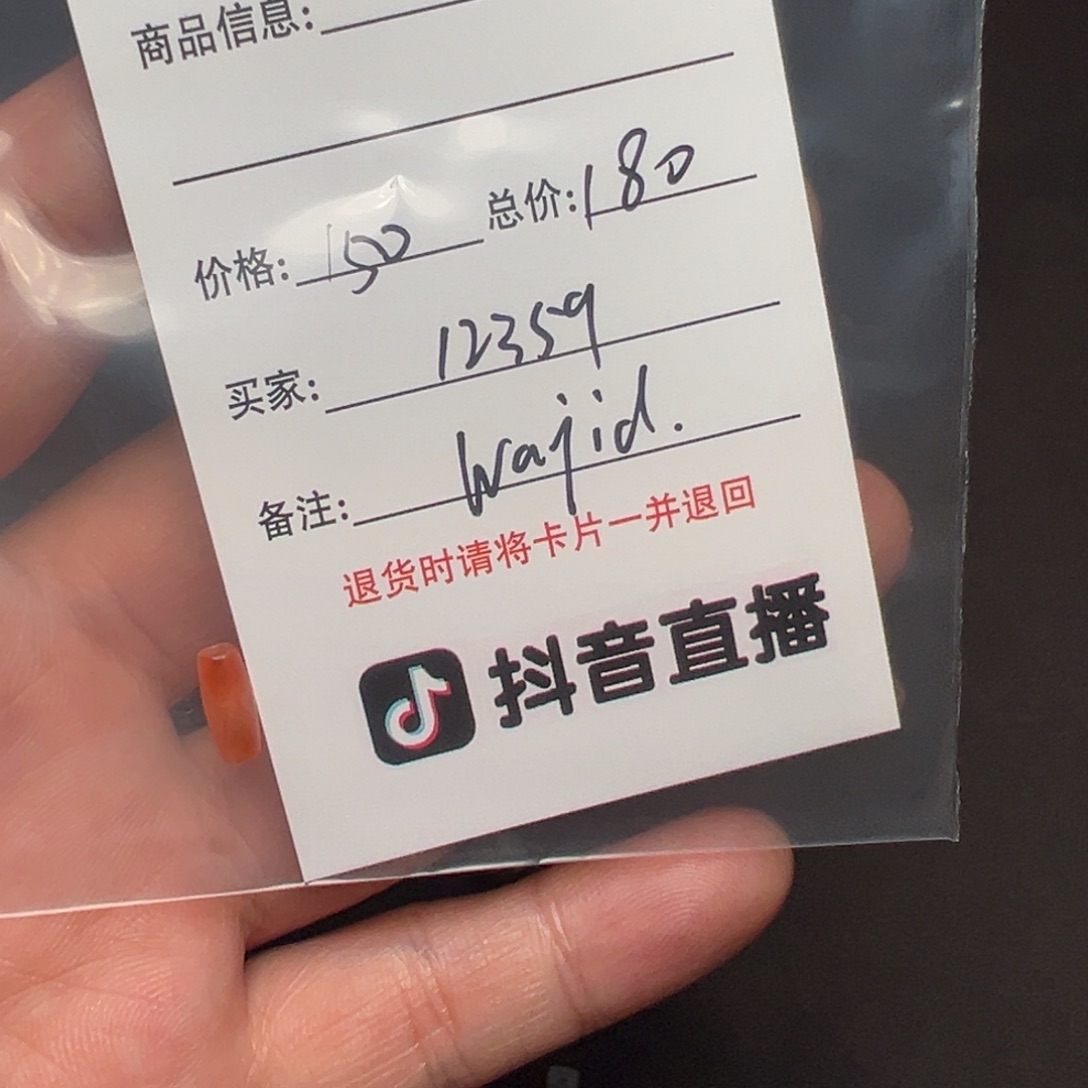 商品信息:
价格: 150 总价: 180
买家: 12359
备注: Wajid.
退货时请将卡片一并退回
抖音直播